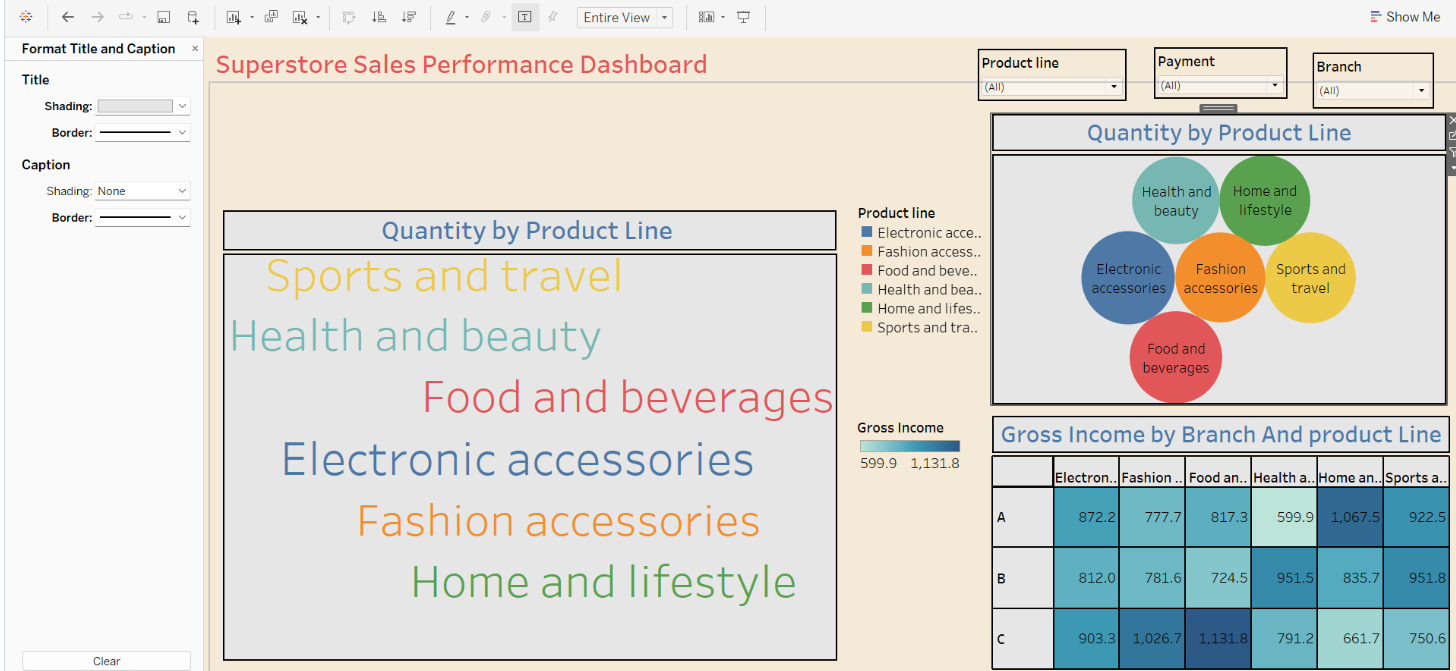 Entire View
Show Me
Format Title and Caption
Title
Shading:
Border:
Caption
Shading: None
Border:
Clear
Superstore Sales Performance Dashboard
Product line
(All)
Payment
(All)
Branch
(All)
Quantity by Product Line
Sports and travel
Health and beauty
Food and beverages
Electronic accessories
Fashion accessories
Home and lifestyle
Product line
Electronic acce..
Fashion access..
Food and beve..
Health and bea..
Home and lifes..
Sports and tra..
Gross Income
599.9 1,131.8
Quantity by Product Line
Health and
beauty
Home and
lifestyle
Electronic
accessories
Fashion
accessories
Sports and
travel
Food and
beverages
Gross Income by Branch And product Line
Electron.. Fashion .. Food an.. Health a.. Home an.. Sports a..
A 872.2 777.7 817.3 599.9 1,067.5 922.5
B 812.0 781.6 724.5 951.5 835.7 951.8
C 903.3 1,026.7 1,131.8 791.2 661.7 750.6